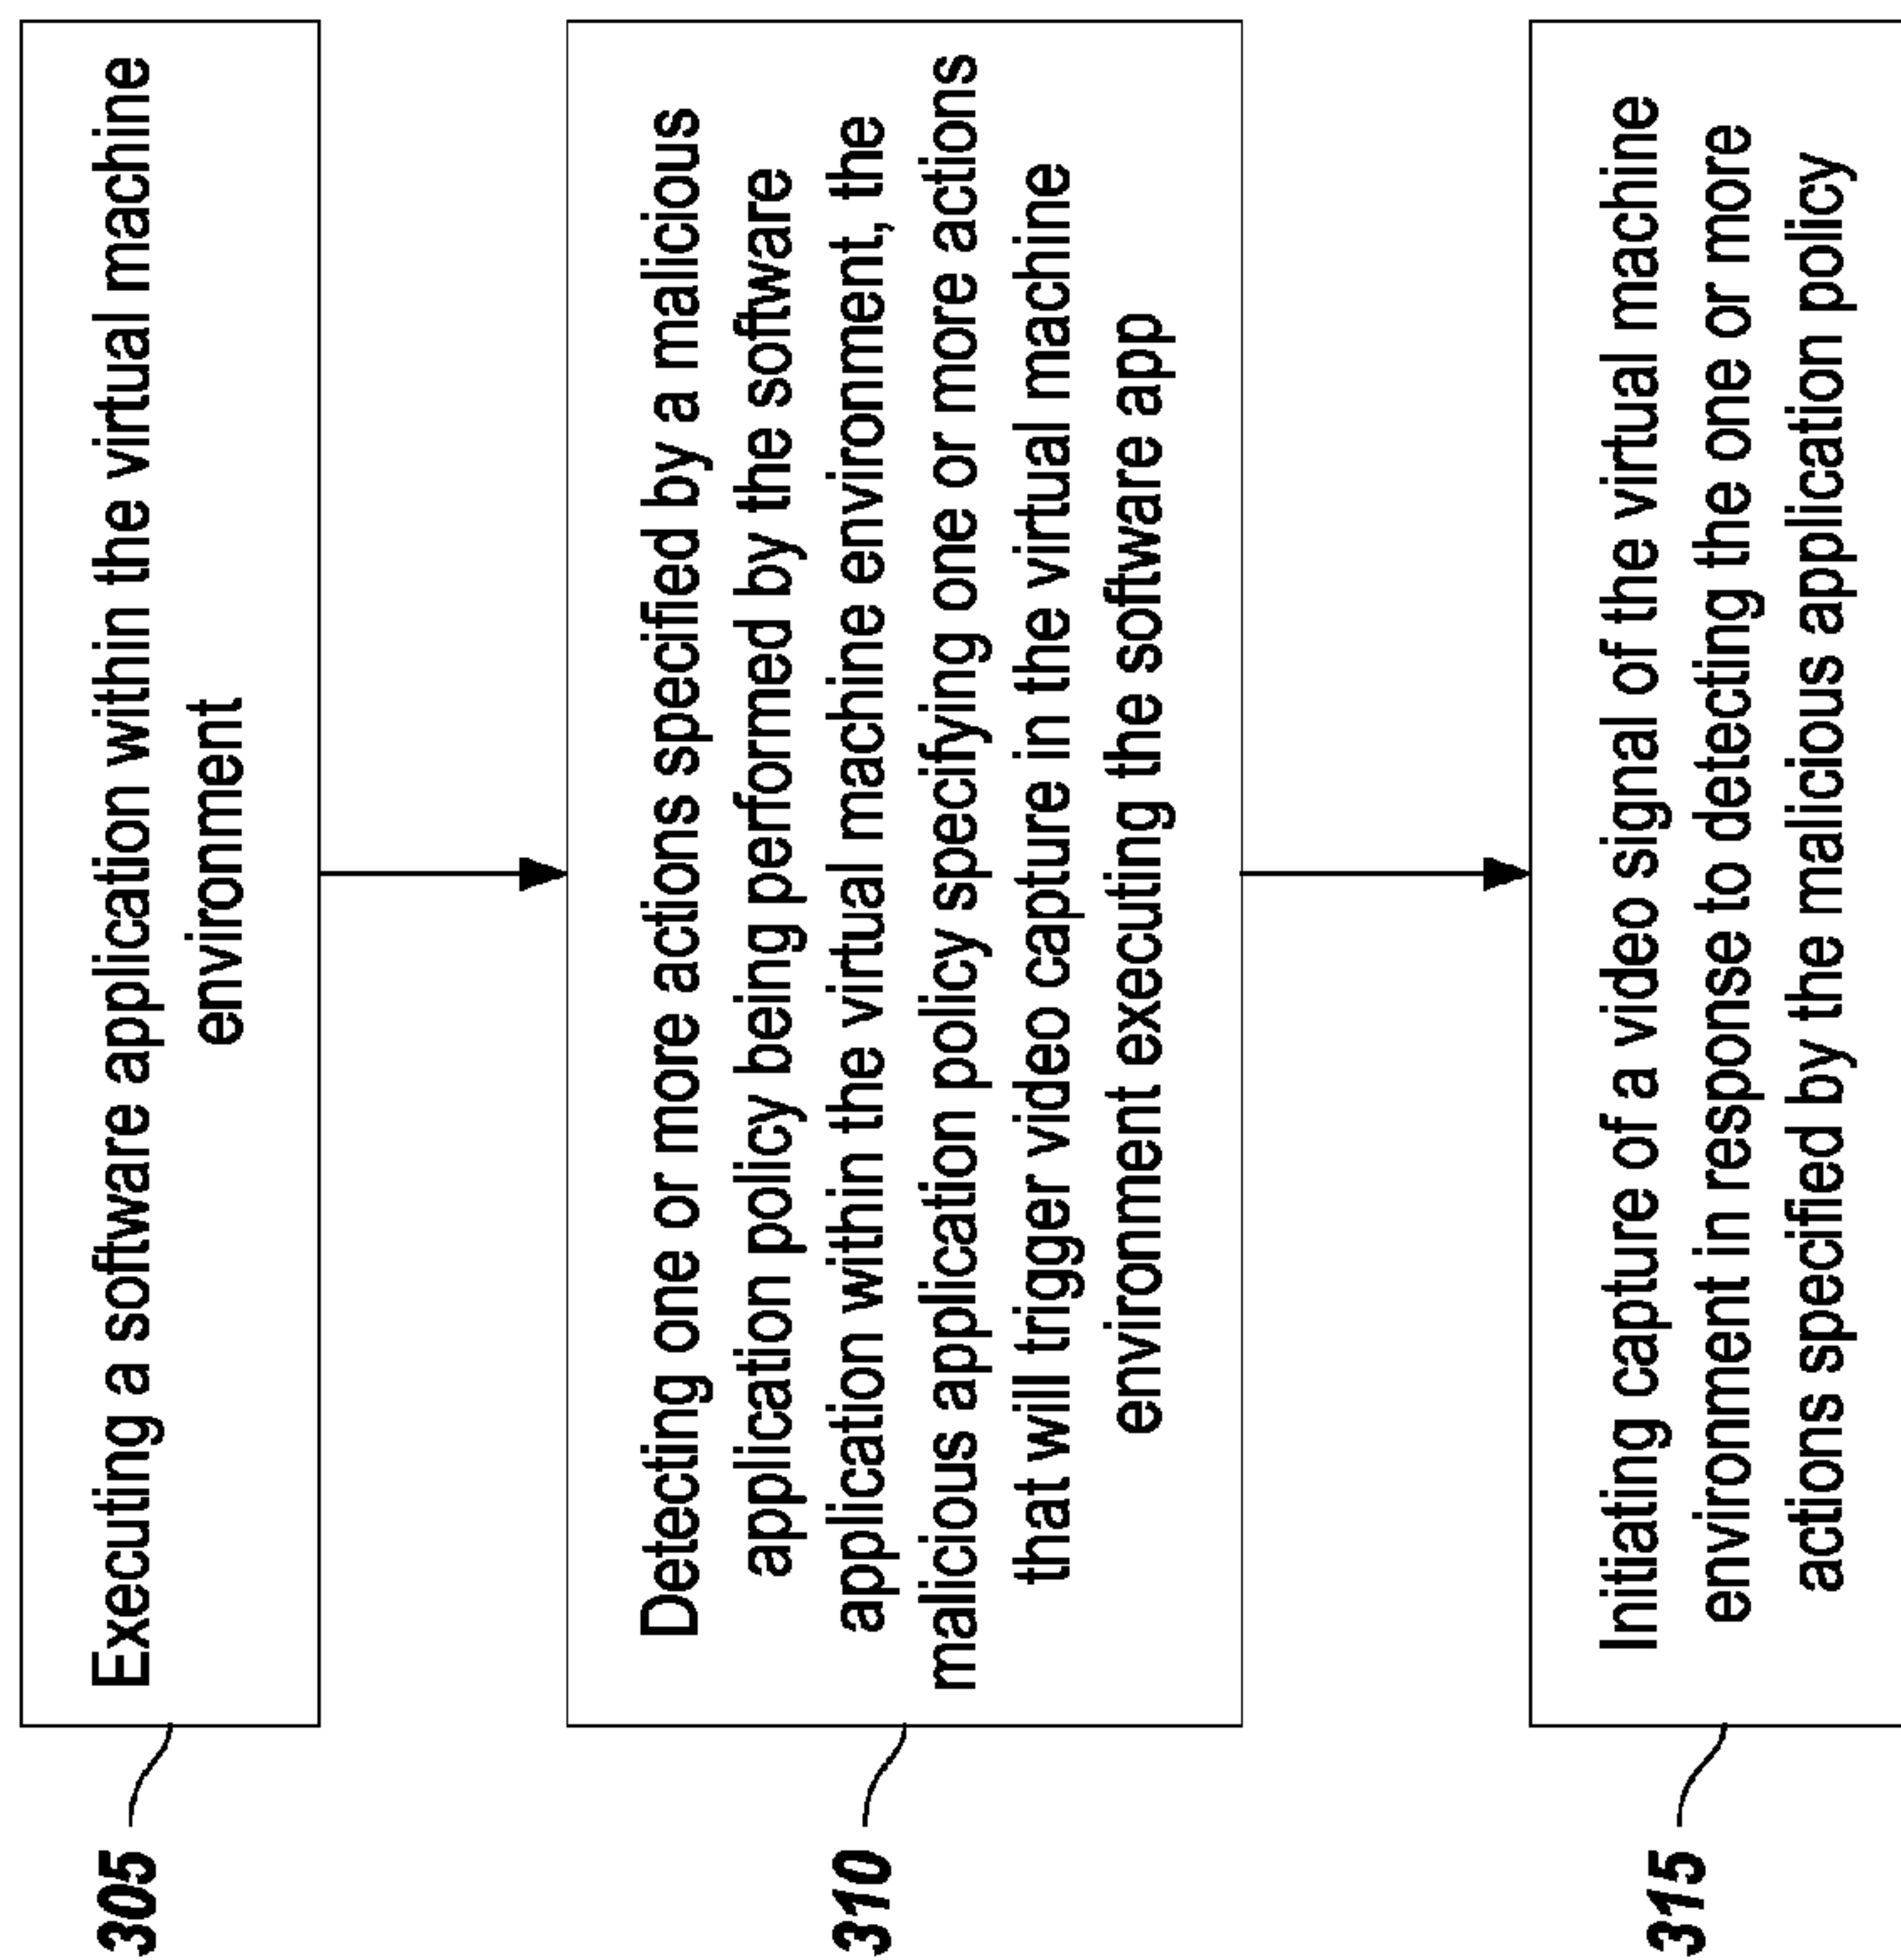 305
Executing a software application within the virtual machine
environment
310
Detecting one or more actions specified by a malicious
application policy being performed by the software
application within the virtual machine environment, the
malicious application policy specifying one or more actions
that will trigger video capture in the virtual machine
environment executing the software app
315
Initiating capture of a video signal of the virtual machine
environment in response to detecting the one or more
actions specified by the malicious application policy